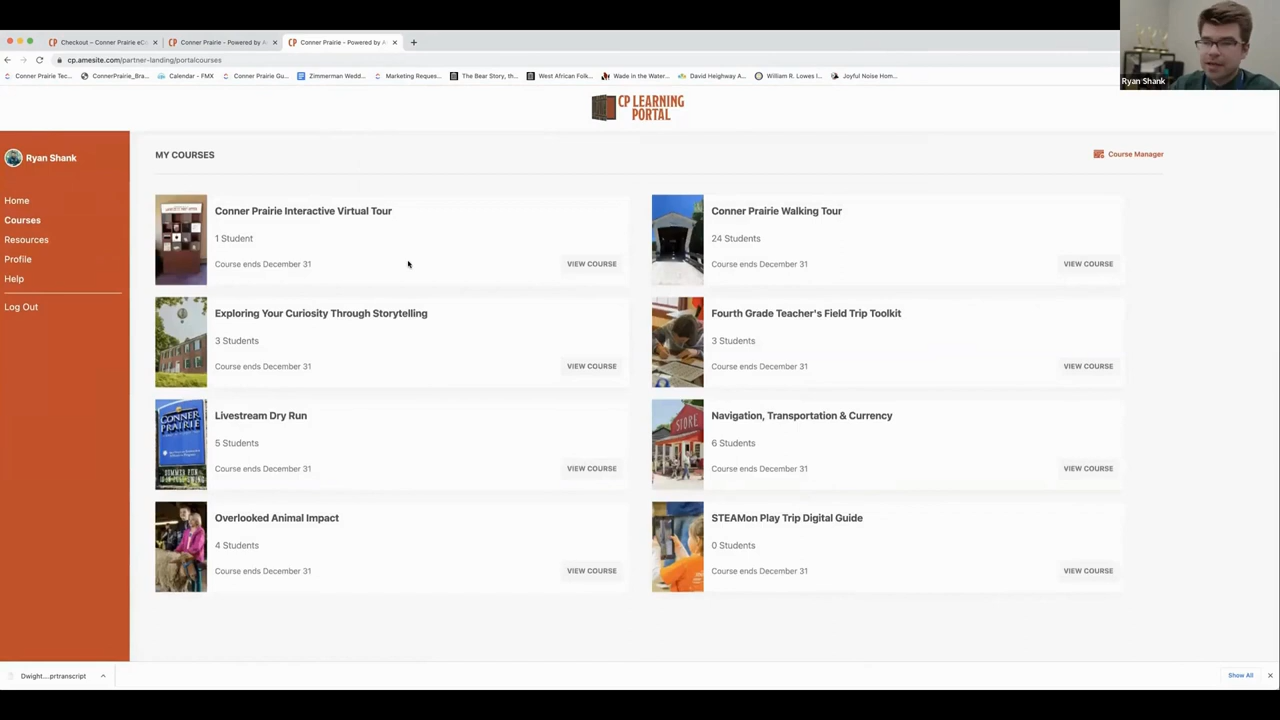 Checkout – Conner Prairie eC
Conner Prairie - Powered by A
Conner Prairie - Powered by A
cp.amesite.com/partner-landing/portalcourses
Conner Prairie Tec...
ConnerPrairie_Bra...
Calendar - FMX
Conner Prairie Gu...
Zimmerman Wedd...
Marketing Reques...
The Bear Story, th...
West African Folk...
Wade in the Water...
David Heighway A...
William R. Lowes I...
Joyful Noise Hom...
Ryan Shank
CP LEARNING
PORTAL
Ryan Shank
Home
Courses
Resources
Profile
Help
Log Out
MY COURSES
Course Manager
Conner Prairie Interactive Virtual Tour
1 Student
Course ends December 31
VIEW COURSE
Conner Prairie Walking Tour
24 Students
Course ends December 31
VIEW COURSE
Exploring Your Curiosity Through Storytelling
3 Students
Course ends December 31
VIEW COURSE
Fourth Grade Teacher's Field Trip Toolkit
3 Students
Course ends December 31
VIEW COURSE
CONNER
PRAIRIE
SUMMER FUN
Livestream Dry Run
5 Students
Course ends December 31
VIEW COURSE
STORE
Navigation, Transportation & Currency
6 Students
Course ends December 31
VIEW COURSE
Overlooked Animal Impact
4 Students
Course ends December 31
VIEW COURSE
STEAMon Play Trip Digital Guide
0 Students
Course ends December 31
VIEW COURSE
Dwight....prtranscript
Show All